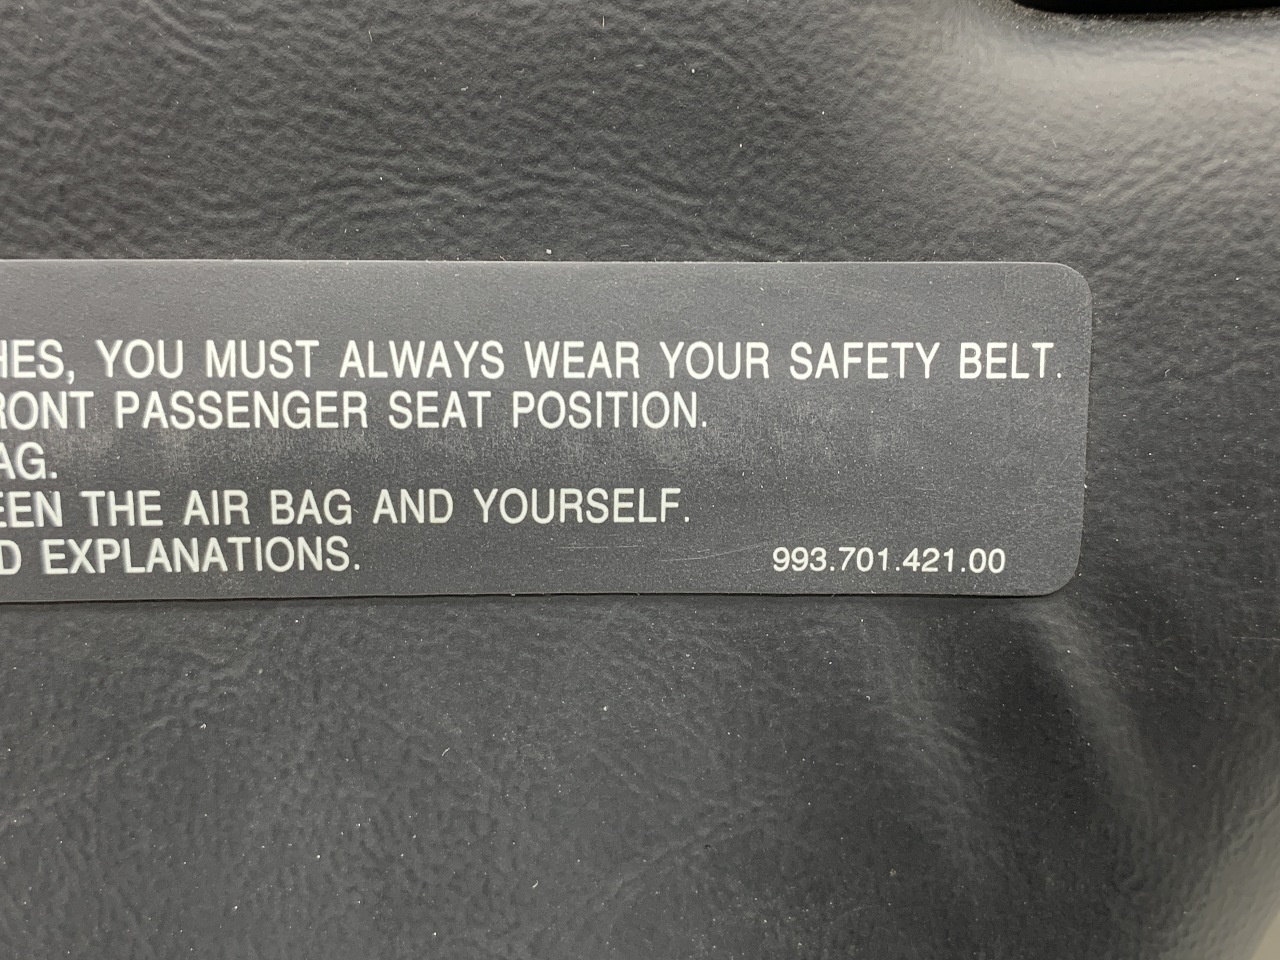 HES, YOU MUST ALWAYS WEAR YOUR SAFETY BELT.
RONT PASSENGER SEAT POSITION.
AG.
EEN THE AIR BAG AND YOURSELF.
D EXPLANATIONS.
993.701.421.00